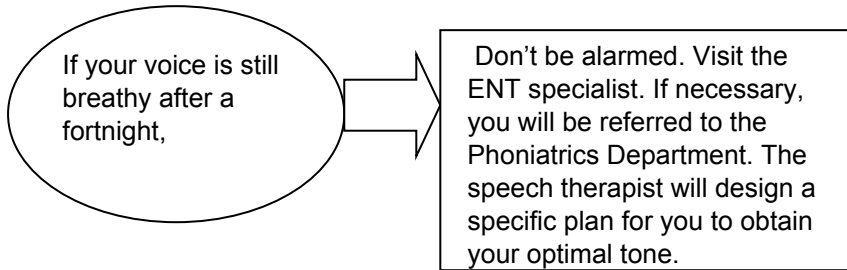 If your voice is still
breathy after a
fortnight,
Don’t be alarmed. Visit the
ENT specialist. If necessary,
you will be referred to the
Phoniatrics Department. The
speech therapist will design a
specific plan for you to obtain
your optimal tone.